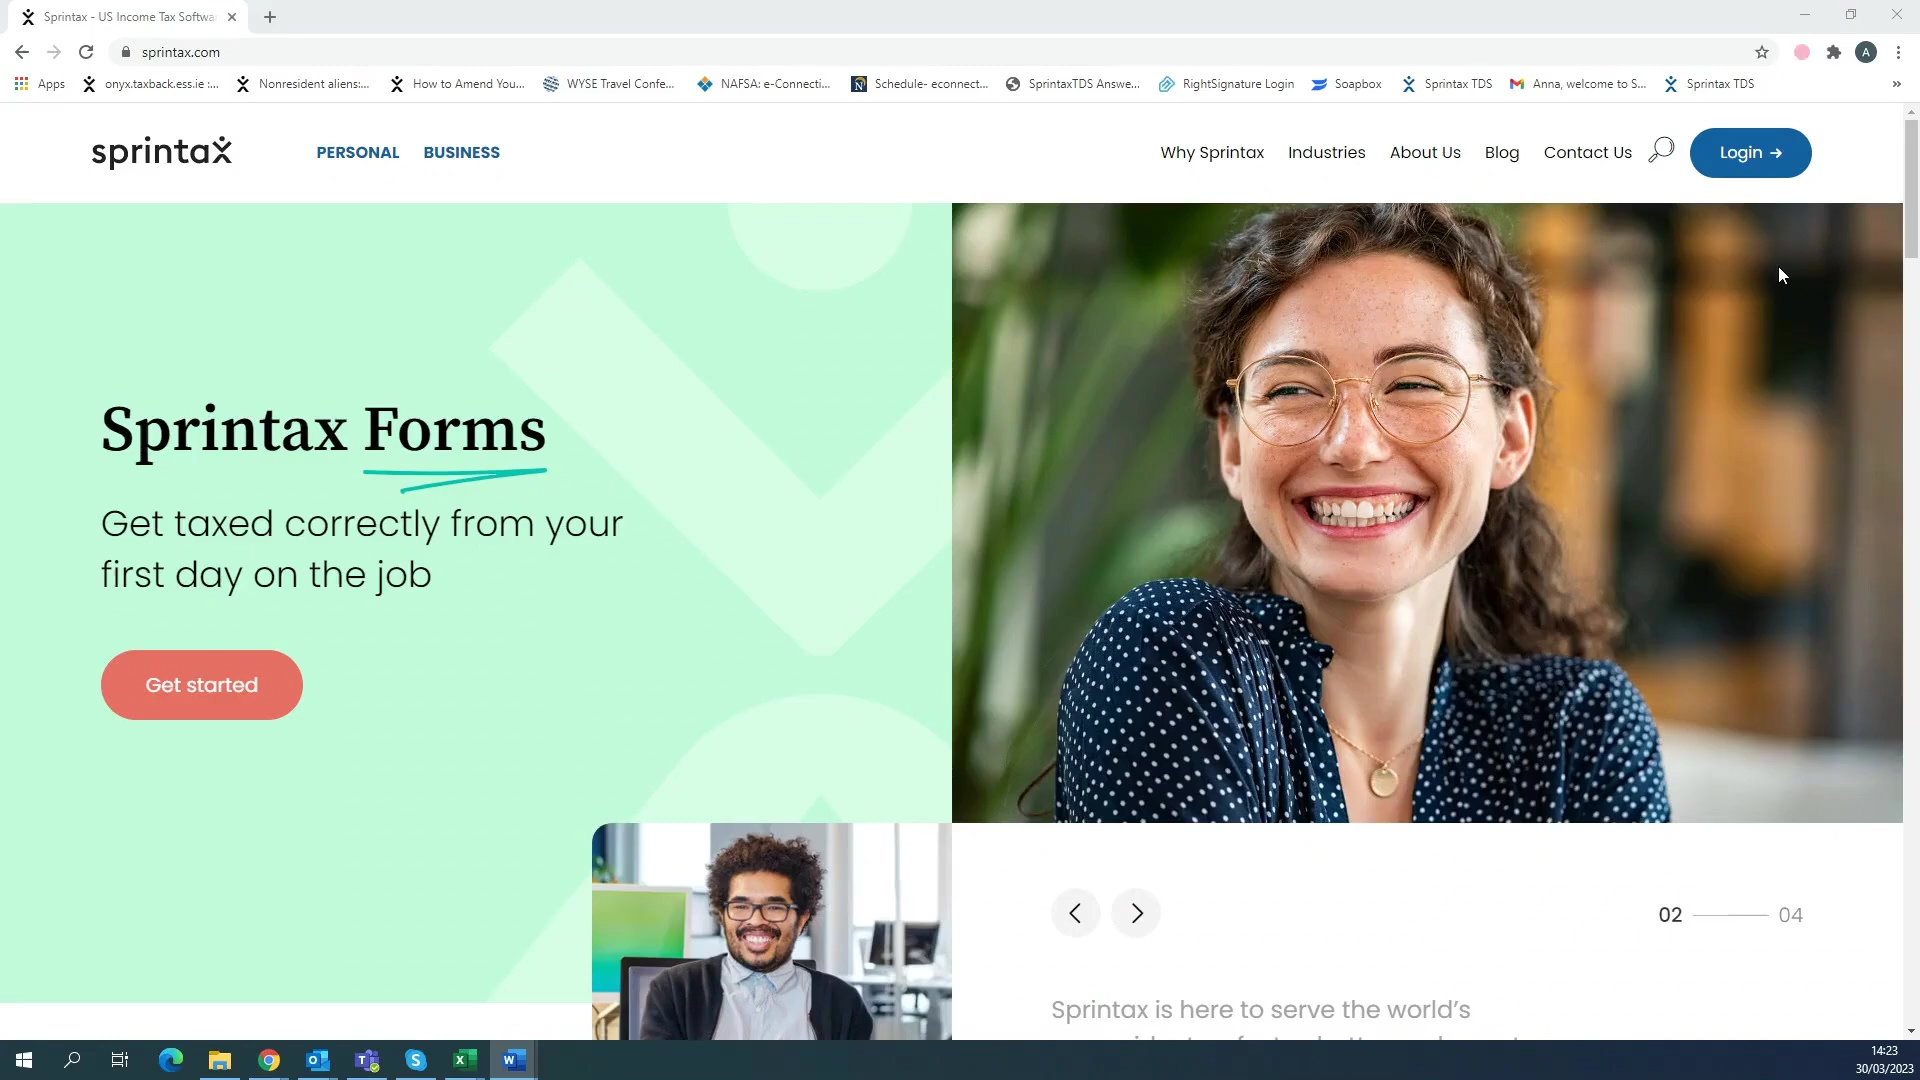 Sprintax - US Income Tax Softwa
sprintax.com
A
Apps
onyx.taxback.ess.ie :...
Nonresident aliens:...
How to Amend You...
WYSE Travel Confe...
NAFSA: e-Connecti...
Schedule- econnect...
SprintaxTDS Answe...
RightSignature Login
Soapbox
Sprintax TDS
Anna, welcome to S...
Sprintax TDS
»
sprintax
PERSONAL
BUSINESS
Why Sprintax
Industries
About Us
Blog
Contact Us
Login →
Sprintax Forms
Get taxed correctly from your
first day on the job
Get started
02
04
Sprintax is here to serve the world's
14:23
30/03/2023